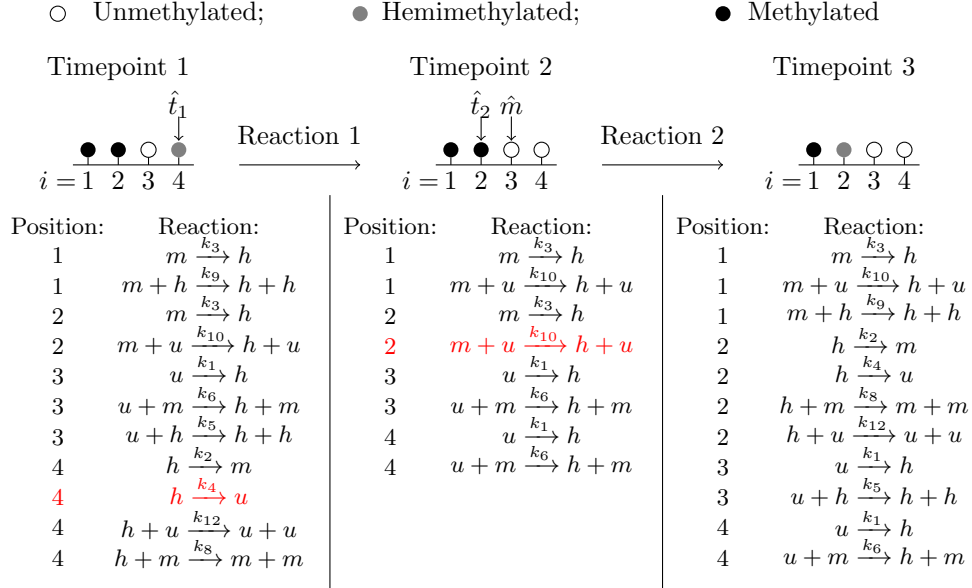 Unmethylated; Hemimethylated; Methylated
Timepoint 1 Timepoint 2 Timepoint 3
t̂₁ t̂₂ m̂
Reaction 1 Reaction 2
i = 1 2 3 4 i = 1 2 3 4 i = 1 2 3 4
Position: Reaction:
1 m —k₃→ h
1 m + h —k₉→ h + h
2 m —k₃→ h
2 m + u —k₁₀→ h + u
3 u —k₁→ h
3 u + m —k₆→ h + m
3 u + h —k₅→ h + h
4 h —k₂→ m
4 h —k₄→ u
4 h + u —k₁₂→ u + u
4 h + m —k₈→ m + m
Position: Reaction:
1 m —k₃→ h
1 m + u —k₁₀→ h + u
2 m —k₃→ h
2 m + u —k₁₀→ h + u
3 u —k₁→ h
3 u + m —k₆→ h + m
4 u —k₁→ h
4 u + m —k₆→ h + m
Position: Reaction:
1 m —k₃→ h
1 m + u —k₁₀→ h + u
1 m + h —k₉→ h + h
2 h —k₂→ m
2 h —k₄→ u
2 h + m —k₈→ m + m
2 h + u —k₁₂→ u + u
3 u —k₁→ h
3 u + h —k₅→ h + h
4 u —k₁→ h
4 u + m —k₆→ h + m